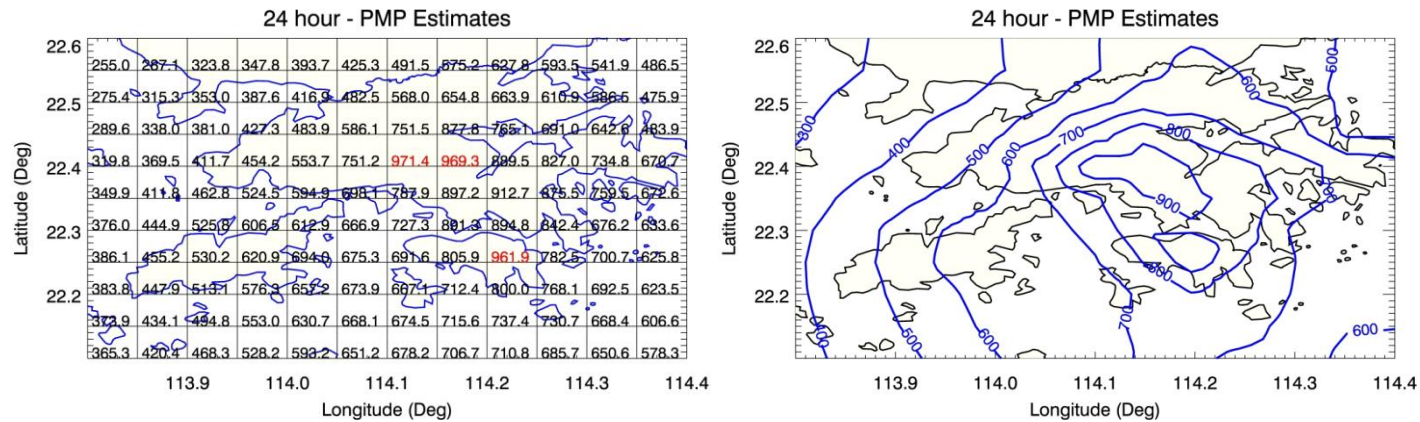 24 hour - PMP Estimates
22.6
255.0 267.1 323.8 347.8 393.7 425.3 491.5 575.2 627.8 593.5 541.9 486.5
22.5
275.4 315.3 353.0 387.6 416.9 482.5 568.0 654.8 663.9 610.9 586.5 475.9
289.6 338.0 381.0 427.3 483.9 586.1 751.5 877.8 765.1 691.0 642.6 483.9
22.4
319.8 369.5 411.7 454.2 553.7 751.2 971.4 969.3 889.5 827.0 734.8 670.7
349.9 411.8 462.8 524.5 594.9 698.1 787.9 897.2 912.7 875.5 759.5 672.6
22.3
376.0 444.9 525.8 606.5 612.9 666.9 727.3 891.3 894.8 842.4 676.2 633.6
386.1 455.2 530.2 620.9 694.0 675.3 691.6 805.9 961.9 782.5 700.7 625.8
22.2
383.8 447.9 513.1 576.3 657.2 673.9 667.1 712.4 800.0 768.1 692.5 623.5
373.9 434.1 494.8 553.0 630.7 668.1 674.5 715.6 737.4 730.7 668.4 606.6
365.3 420.4 468.3 528.2 593.2 651.2 678.2 706.7 710.8 685.7 650.6 578.3
113.9 114.0 114.1 114.2 114.3 114.4
Longitude (Deg)
Latitude (Deg)
24 hour - PMP Estimates
22.6
22.5
22.4
22.3
22.2
300
400
500
600
700
800
600
500
900
700
800
400
500
600
700
600
113.9 114.0 114.1 114.2 114.3 114.4
Longitude (Deg)
Latitude (Deg)